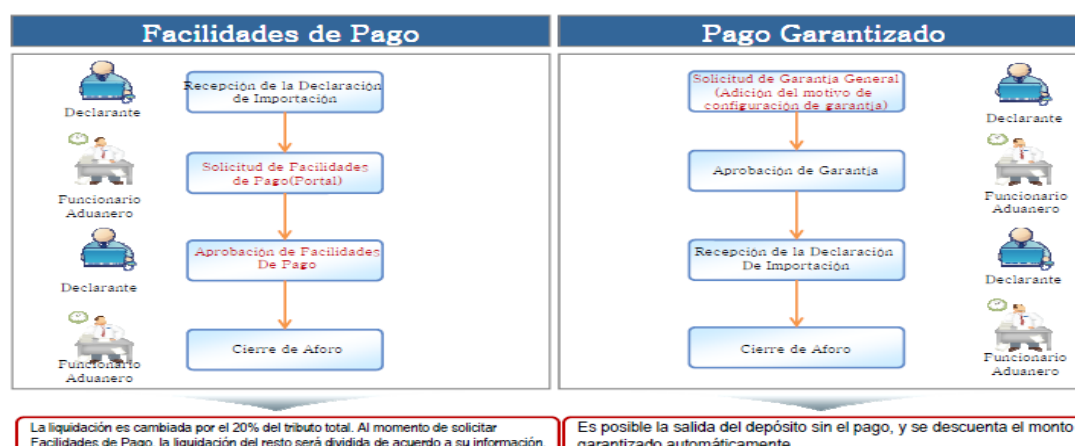 Facilidades de Pago
Declarante
Funcionario
Aduanero
Declarante
Funcionario
Aduanero
Recepción de la Declaración
de Importación
Solicitud de Facilidades
de Pago(Portal)
Aprobación de Facilidades
De Pago
Cierre de Aforo
La liquidación es cambiada por el 20% del tributo total. Al momento de solicitar
Facilidades de Pago, la liquidación del resto será dividida de acuerdo a su información
Pago Garantizado
Solicitud de Garantja General
(Adición del motivo de
configuración de garantja)
Aprobación de Garantja
Recepción de la Declaración
De Importación
Cierre de Aforo
Declarante
Funcionario
Aduanero
Declarante
Funcionario
Aduanero
Es posible la salida del depósito sin el pago, y se descuenta el monto
garantizado automáticamente